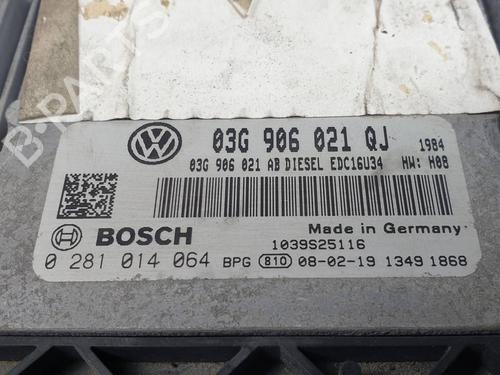 B-PARTS
03G 906 021 QJ 1984
03G 906 021 AB DIESEL EDC16U34 HW: H08
Made in Germany
BOSCH 1039S25116
0 281 014 064 BPG 810 08-02-19 1349 1868